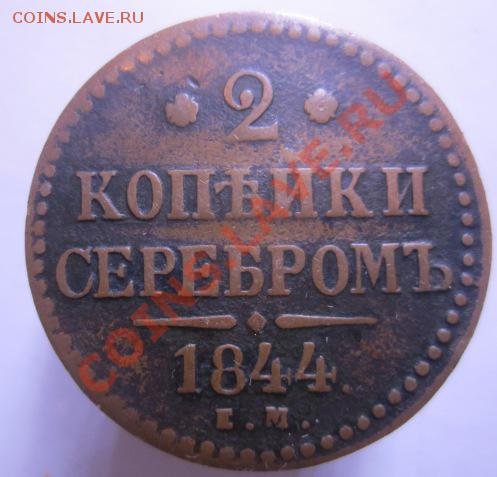 COINS.LAVE.RU
2
КОПѢЙКИ
СЕРЕБРОМЪ
1844.
Е.М.
COINS.LAVE.RU